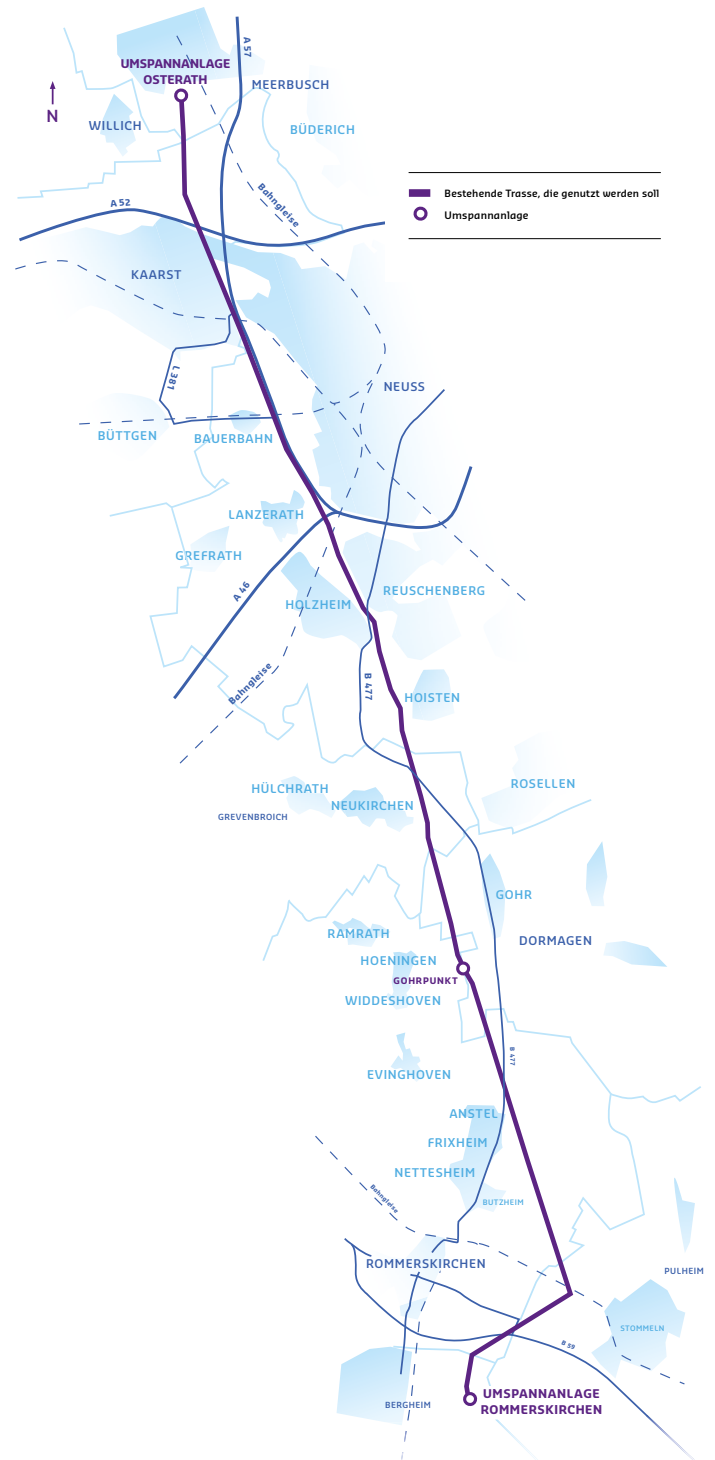 A 57
UMSPANNANLAGE
OSTERATH
MEERBUSCH
N
WILLICH
BÜDERICH
Bahngleise
Bestehende Trasse, die genutzt werden soll
Umspannanlage
A 52
KAARST
L 381
NEUSS
BÜTTGEN
BAUERBAHN
LANZERATH
GREFRATH
A 46
HOLZHEIM
REUSCHENBERG
Bahngleise
B 477
HOISTEN
HÜLCHRATH
ROSELLEN
NEUKIRCHEN
GREVENBROICH
GOHR
RAMRATH
DORMAGEN
HOENINGEN
GOHRPUNKT
WIDDESHOVEN
B 477
EVINGHOVEN
ANSTEL
FRIXHEIM
NETTESHEIM
Bahngleise
BUTZHEIM
ROMMERSKIRCHEN
PULHEIM
STOMMELN
B 59
UMSPANNANLAGE
ROMMERSKIRCHEN
BERGHEIM